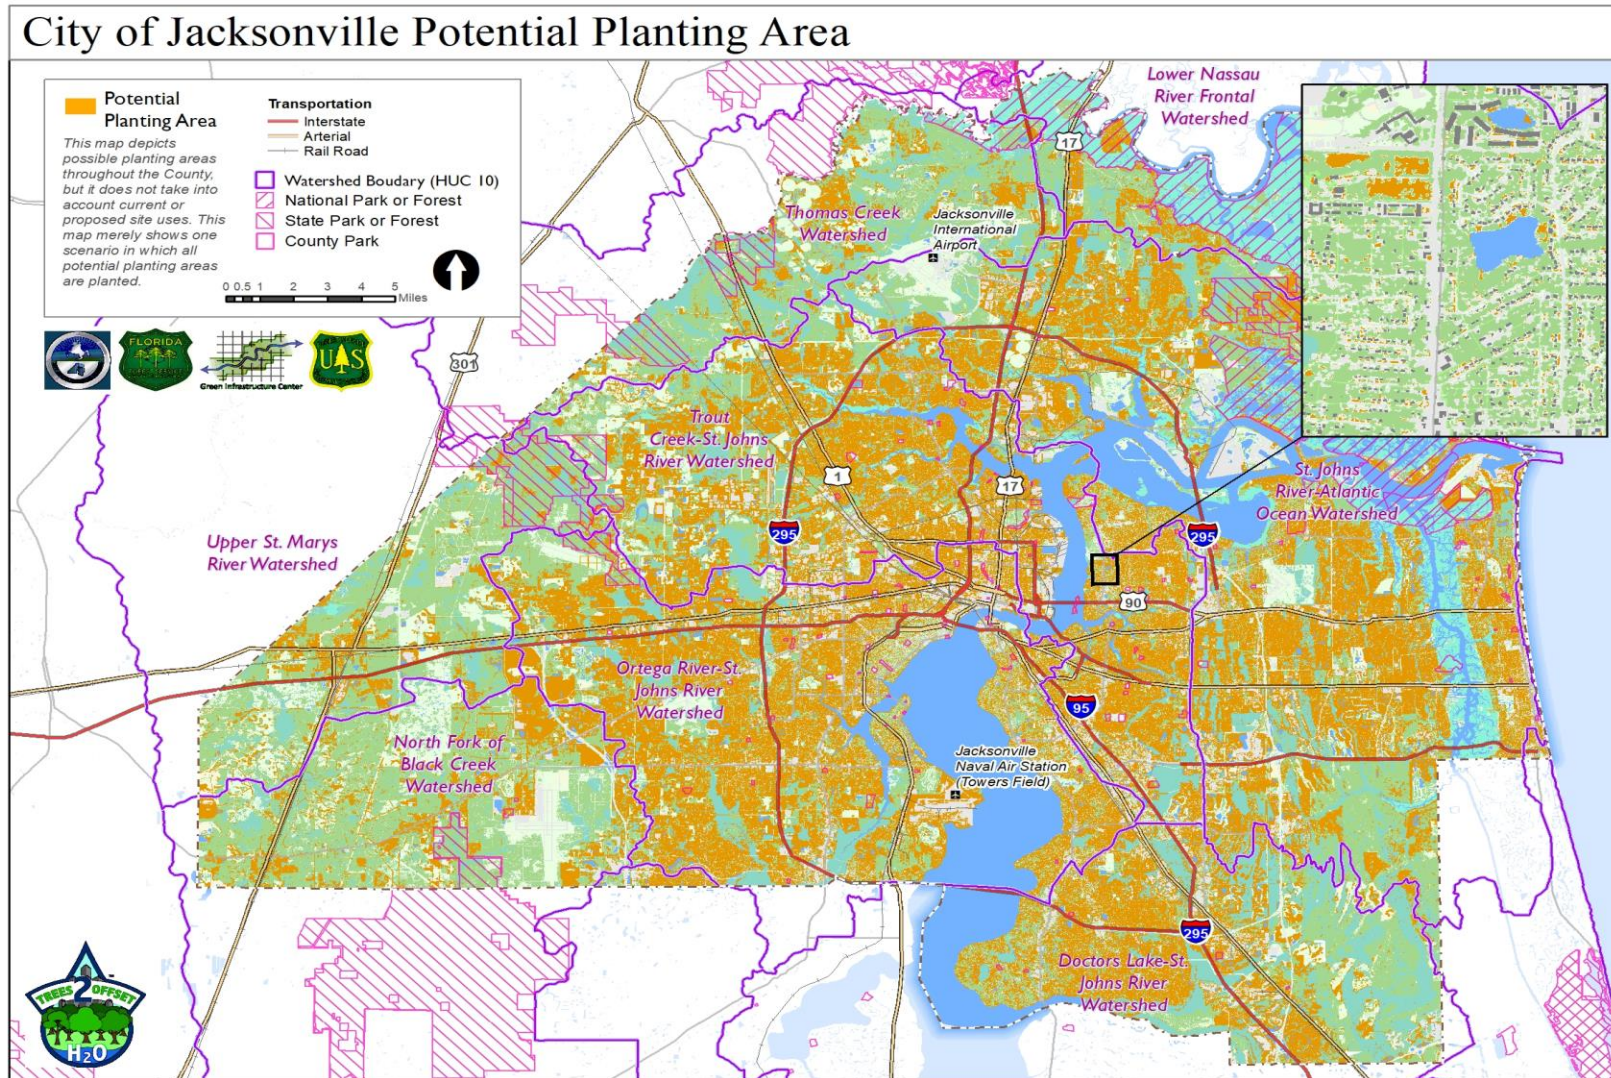 City of Jacksonville Potential Planting Area
Potential
Planting Area
This map depicts
possible planting areas
throughout the County,
but it does not take into
account current or
proposed site uses. This
map merely shows one
scenario in which all
potential planting areas
are planted.
Transportation
Interstate
Arterial
Rail Road
Watershed Boudary (HUC 10)
National Park or Forest
State Park or Forest
County Park
0 0.5 1 2 3 4 5
Miles
FLORIDA
Green Infrastructure Center
U S
Lower Nassau
River Frontal
Watershed
17
Thomas Creek
Watershed
Jacksonville
International
Airport
301
Trout
Creek-St. Johns
River Watershed
1
17
St. Johns
River-Atlantic
Ocean Watershed
295
295
Upper St. Marys
River Watershed
90
Ortega River-St.
Johns River
Watershed
95
North Fork of
Black Creek
Watershed
Jacksonville
Naval Air Station
(Towers Field)
295
Doctors Lake-St.
Johns River
Watershed
TREES 2 OFFSET
H2O